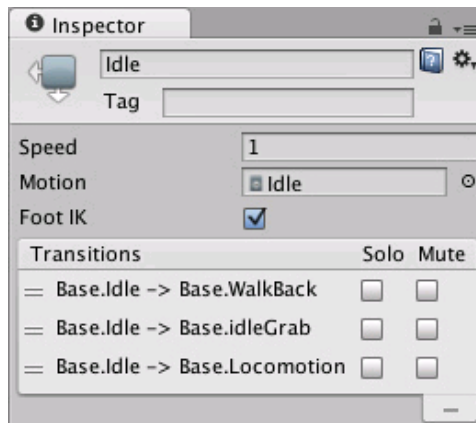 Inspector
Idle
Tag
Speed 1
Motion Idle
Foot IK
Transitions Solo Mute
Base.Idle -> Base.WalkBack
Base.Idle -> Base.idleGrab
Base.Idle -> Base.Locomotion